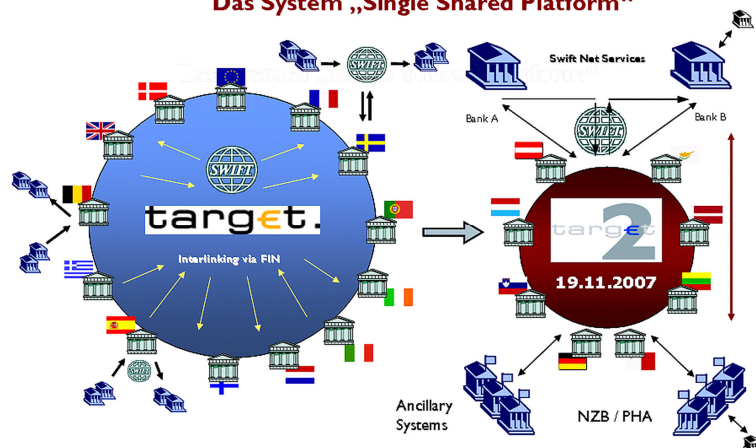 Das System „Single Shared Platform“
SWIFT
Swift Net Services
Bank A
Bank B
SWIFT
SWIFT
target.
Interlinking via FIN
target
2
19.11.2007
SWIFT
Ancillary
Systems
NZB / PHA